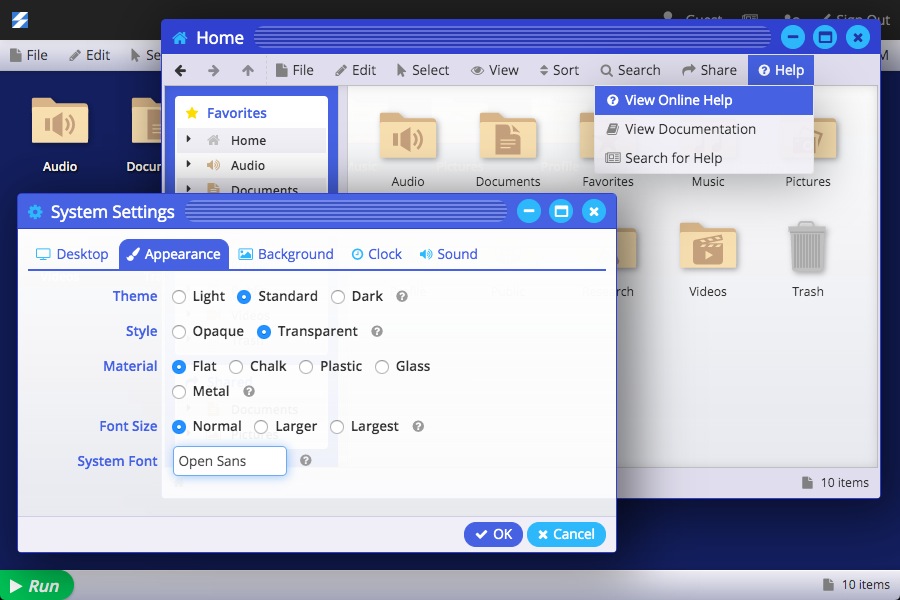 Guest Sign Out
File Edit Se M
Home
File Edit Select View Sort Search Share Help
View Online Help
View Documentation
Search for Help
Favorites
Home
Audio
Documents
Audio Documents Favorites Music Pictures
Audio Docum
Videos Trash
rch
System Settings
Desktop Appearance Background Clock Sound
Theme Light Standard Dark
Style Opaque Transparent
Material Flat Chalk Plastic Glass
Metal
Documents
Font Size Normal Larger Largest
System Font Open Sans
10 items
OK Cancel
Run 10 items